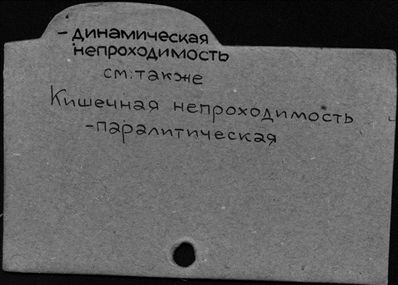 - динамическая
непроходимость
см. также
Кишечная непроходимость
-паралитическая